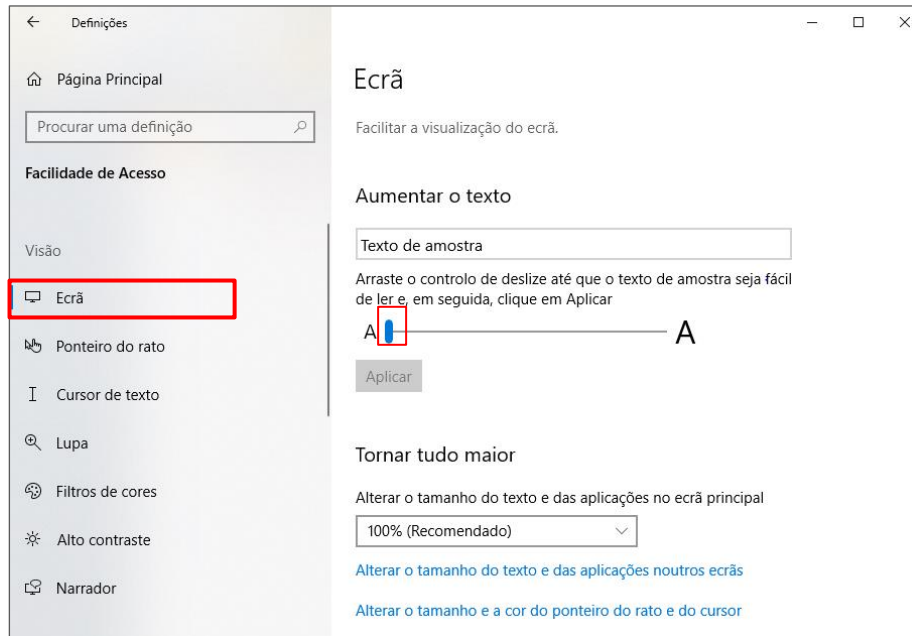 Definições
Página Principal
Procurar uma definição
Facilidade de Acesso
Visão
Ecrã
Ponteiro do rato
Cursor de texto
Lupa
Filtros de cores
Alto contraste
Narrador
Ecrã
Facilitar a visualização do ecrã.
Aumentar o texto
Texto de amostra
Arraste o controlo de deslize até que o texto de amostra seja fácil
de ler e, em seguida, clique em Aplicar
A A
Aplicar
Tornar tudo maior
Alterar o tamanho do texto e das aplicações no ecrã principal
100% (Recomendado)
Alterar o tamanho do texto e das aplicações noutros ecrãs
Alterar o tamanho e a cor do ponteiro do rato e do cursor